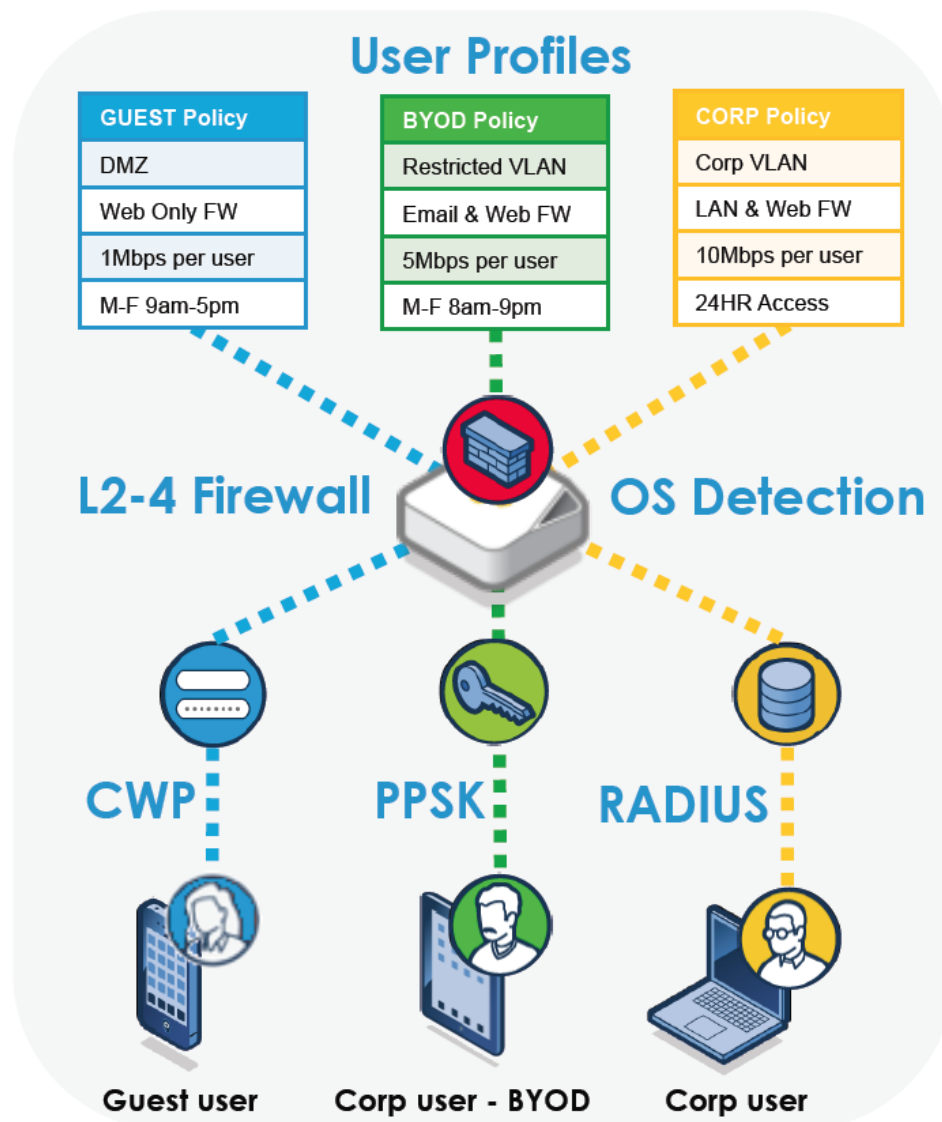 User Profiles
GUEST Policy
DMZ
Web Only FW
1Mbps per user
M-F 9am-5pm
BYOD Policy
Restricted VLAN
Email & Web FW
5Mbps per user
M-F 8am-9pm
CORP Policy
Corp VLAN
LAN & Web FW
10Mbps per user
24HR Access
L2-4 Firewall
OS Detection
CWP
PPSK
RADIUS
Guest user
Corp user - BYOD
Corp user